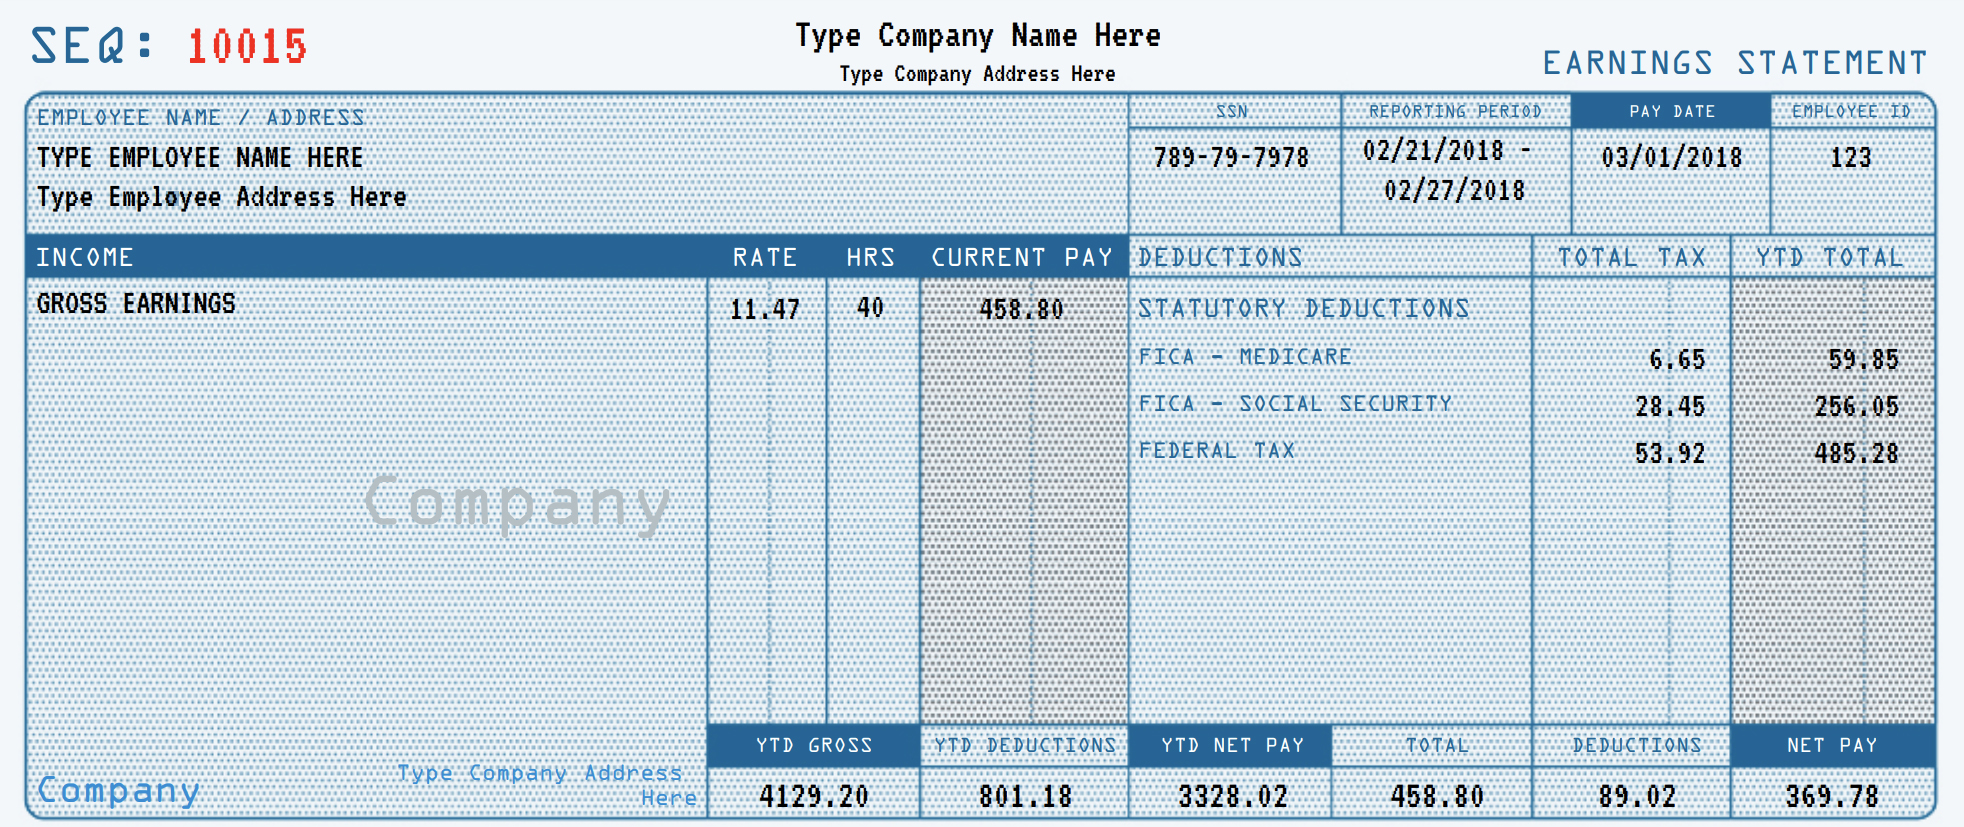 SEQ: 10015
Type Company Name Here
Type Company Address Here
EARNINGS STATEMENT
EMPLOYEE NAME / ADDRESS
TYPE EMPLOYEE NAME HERE
Type Employee Address Here
SSN REPORTING PERIOD PAY DATE EMPLOYEE ID
789-79-7978 02/21/2018 - 03/01/2018 123
02/27/2018
INCOME RATE HRS CURRENT PAY DEDUCTIONS TOTAL TAX YTD TOTAL
GROSS EARNINGS 11.47 40 458.80 STATUTORY DEDUCTIONS
FICA - MEDICARE 6.65 59.85
FICA - SOCIAL SECURITY 28.45 256.05
FEDERAL TAX 53.92 485.28
Company
YTD GROSS YTD DEDUCTIONS YTD NET PAY TOTAL DEDUCTIONS NET PAY
Company Type Company Address
Here
4129.20 801.18 3328.02 458.80 89.02 369.78